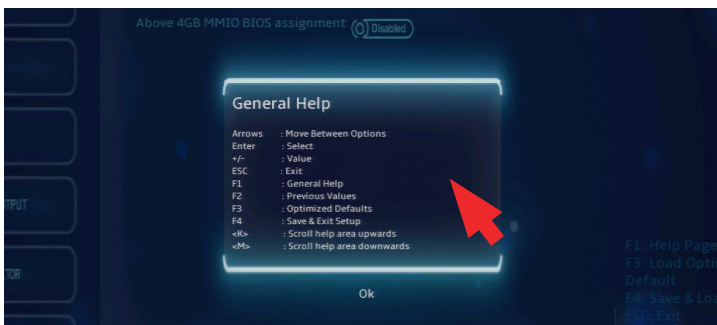 Above 4GB MMIO BIOS assignment Disabled
General Help
Arrows : Move Between Options
Enter : Select
+/- : Value
ESC : Exit
F1 : General Help
F2 : Previous Values
F3 : Optimized Defaults
F4 : Save & Exit Setup
<K> : Scroll help area upwards
<M> : Scroll help area downwards
Ok
TPUT
TOR
F1: Help Page
F3: Load Opti
Default
F4: Save & Loa
ESC: Exit